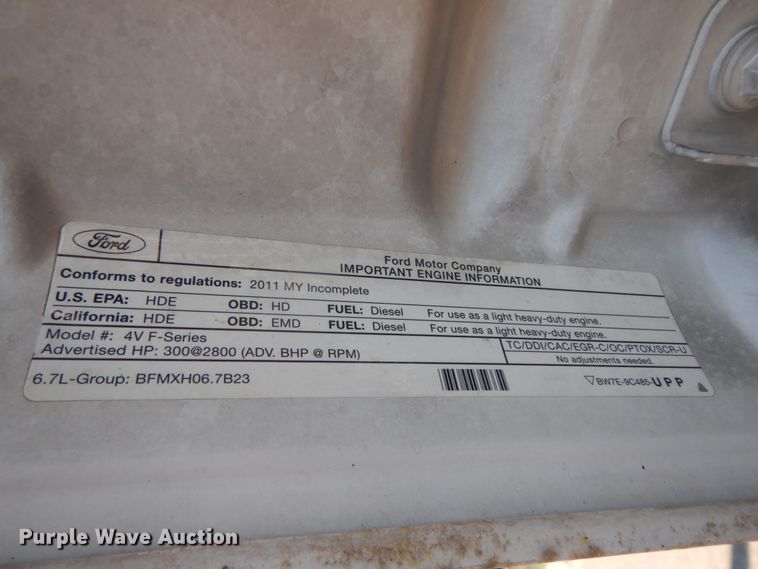 Ford
Ford Motor Company
IMPORTANT ENGINE INFORMATION
Conforms to regulations: 2011 MY Incomplete
U.S. EPA: HDE OBD: HD FUEL: Diesel For use as a light heavy-duty engine.
California: HDE OBD: EMD FUEL: Diesel For use as a light heavy-duty engine.
Model #: 4V F-Series
TC/DDI/CAC/EGR-C/OC/PTOX/SCR-U
Advertised HP: 300@2800 (ADV. BHP @ RPM)
No adjustments needed.
6.7L-Group: BFMXH06.7B23
BW7E-9C485-UPP
Purple Wave Auction